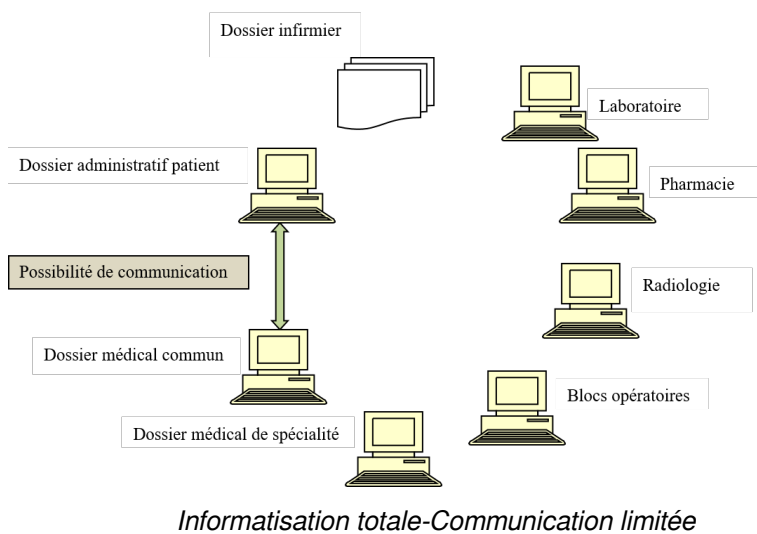 Dossier infirmier
Laboratoire
Dossier administratif patient
Pharmacie
Possibilité de communication
Radiologie
Dossier médical commun
Blocs opératoires
Dossier médical de spécialité
Informatisation totale-Communication limitée